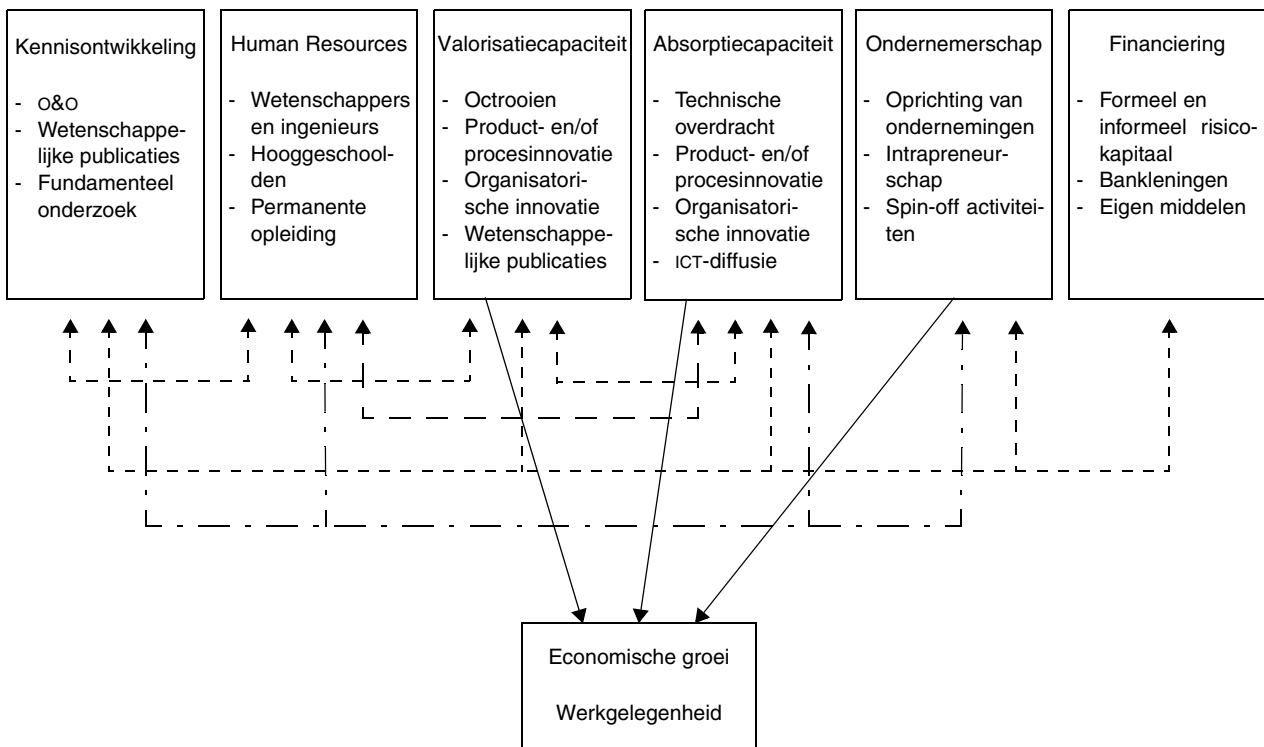 Kennisontwikkeling
- O&O
- Wetenschappe-
lijke publicaties
- Fundamenteel
onderzoek
Human Resources
- Wetenschappers
en ingenieurs
- Hooggeschool-
den
- Permanente
opleiding
Valorisatiecapaciteit
- Octrooien
- Product- en/of
procesinnovatie
- Organisatori-
sche innovatie
- Wetenschappe-
lijke publicaties
Absorptiecapaciteit
- Technische
overdracht
- Product- en/of
procesinnovatie
- Organisatori-
sche innovatie
- ICT-diffusie
Ondernemerschap
- Oprichting van
ondernemingen
- Intrapreneur-
schap
- Spin-off activitei-
ten
Financiering
- Formeel en
informeel risico-
kapitaal
- Bankleningen
- Eigen middelen
Economische groei
Werkgelegenheid